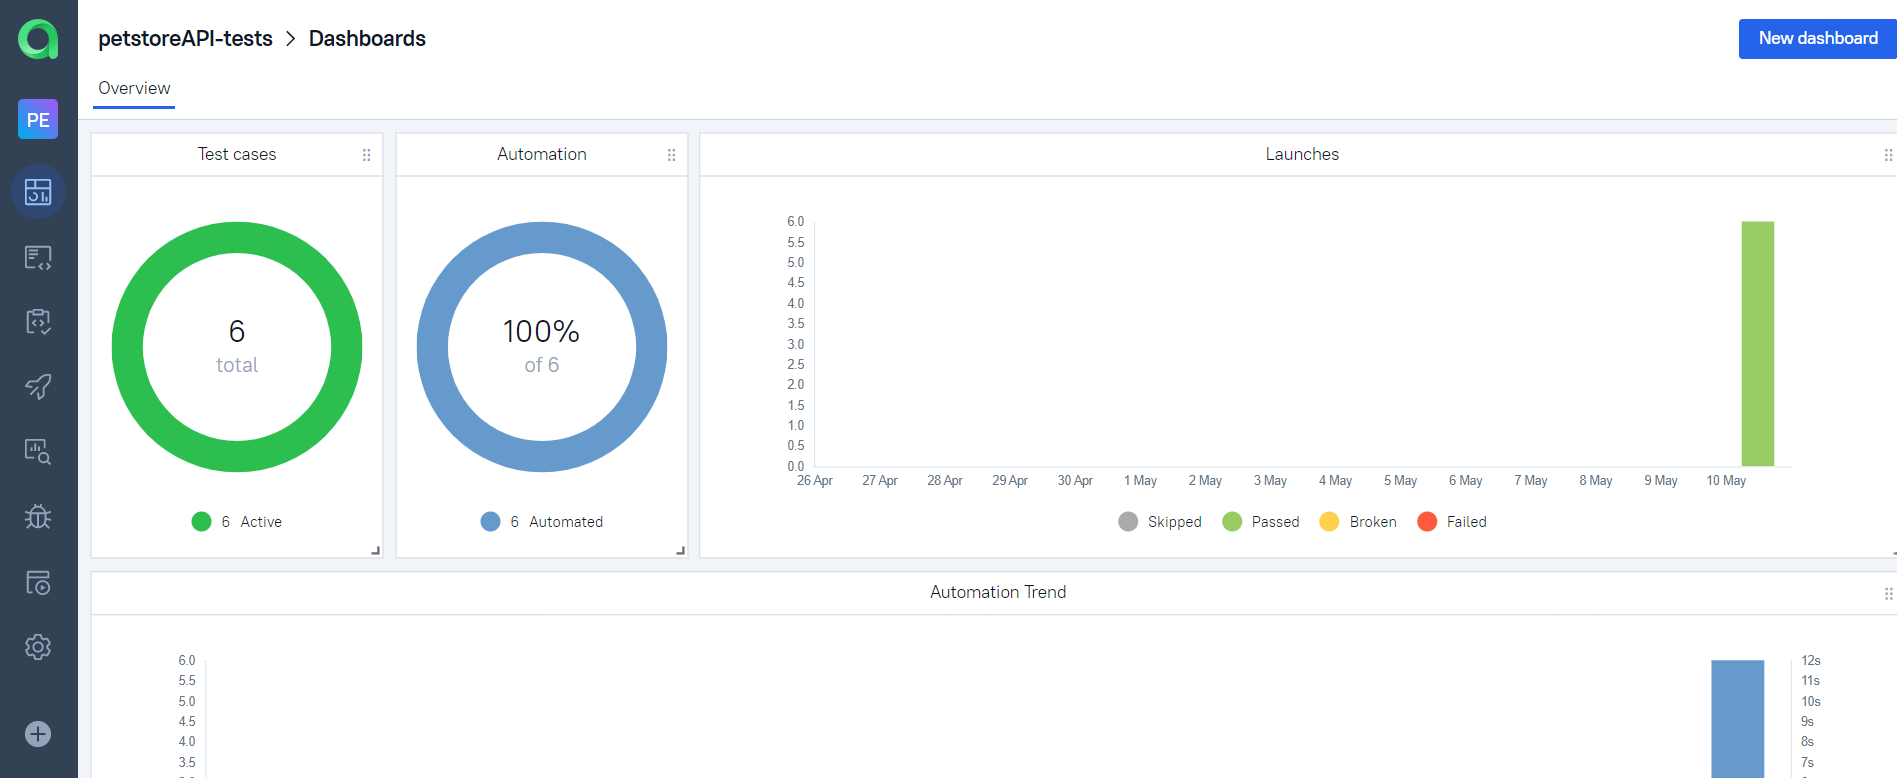 petstoreAPI-tests > Dashboards
New dashboard
Overview
PE
Test cases
6
total
6 Active
Automation
100%
of 6
6 Automated
Launches
6.0
5.5
5.0
4.5
4.0
3.5
3.0
2.5
2.0
1.5
1.0
0.5
0.0
26 Apr 27 Apr 28 Apr 29 Apr 30 Apr 1 May 2 May 3 May 4 May 5 May 6 May 7 May 8 May 9 May 10 May
Skipped Passed Broken Failed
Automation Trend
6.0
5.5
5.0
4.5
4.0
3.5
12s
11s
10s
9s
8s
7s